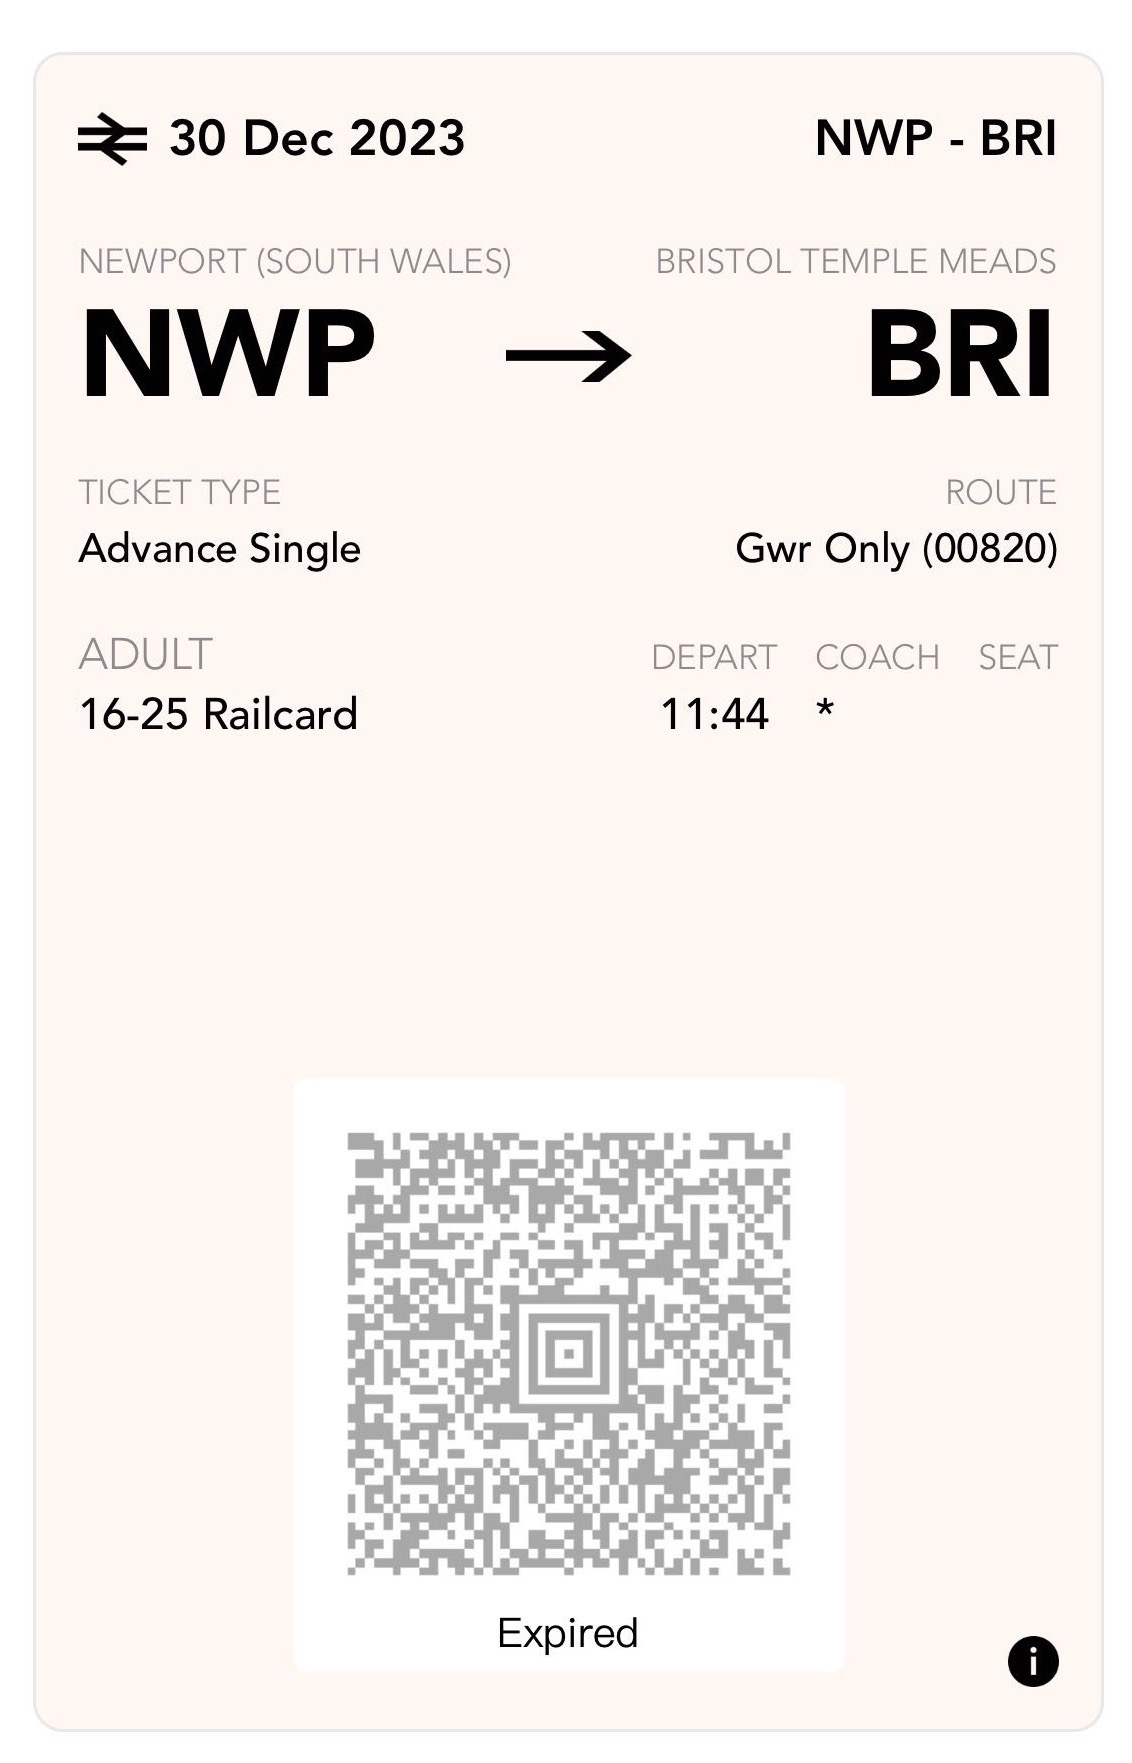 30 Dec 2023 NWP - BRI
NEWPORT (SOUTH WALES) BRISTOL TEMPLE MEADS
NWP → BRI
TICKET TYPE ROUTE
Advance Single Gwr Only (00820)
ADULT DEPART COACH SEAT
16-25 Railcard 11:44 *
Expired
i